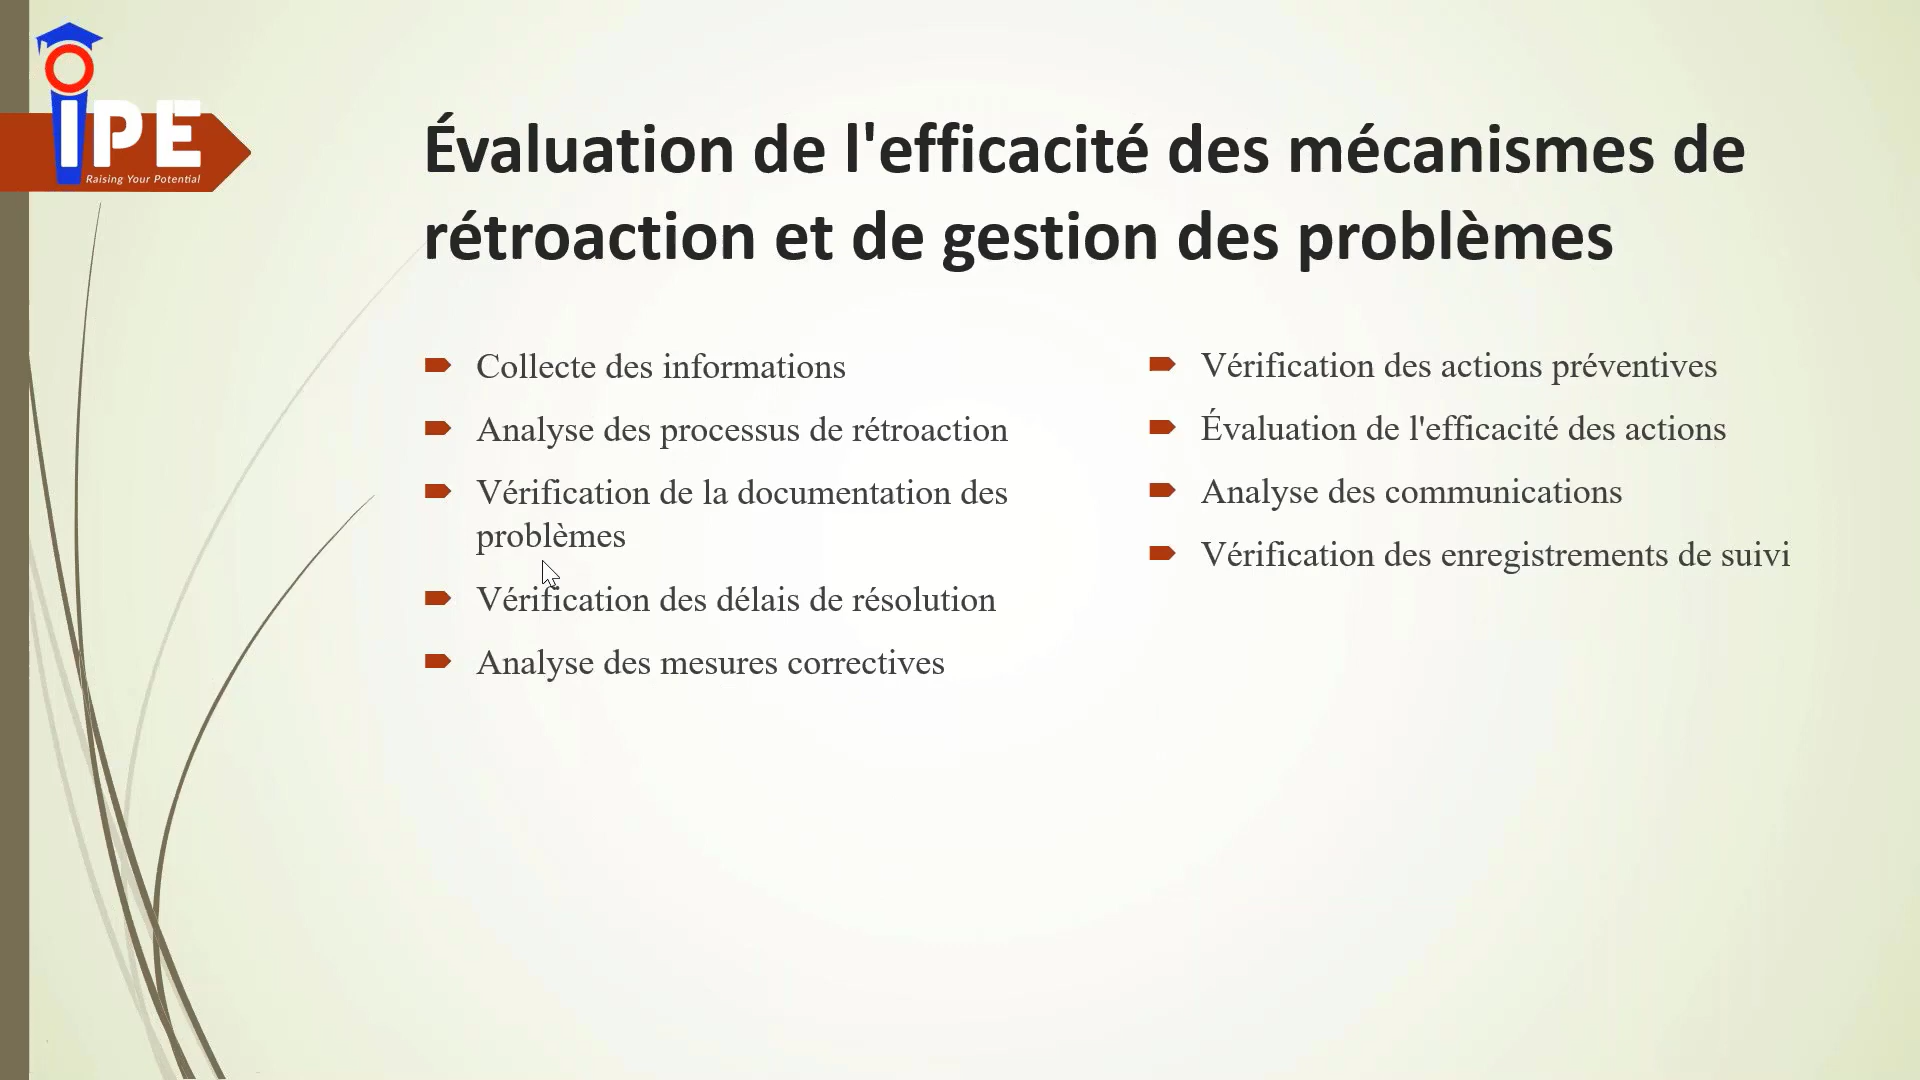 IPE
Raising Your Potential
Évaluation de l'efficacité des mécanismes de
rétroaction et de gestion des problèmes
Collecte des informations
Analyse des processus de rétroaction
Vérification de la documentation des
problèmes
Vérification des délais de résolution
Analyse des mesures correctives
Vérification des actions préventives
Évaluation de l'efficacité des actions
Analyse des communications
Vérification des enregistrements de suivi